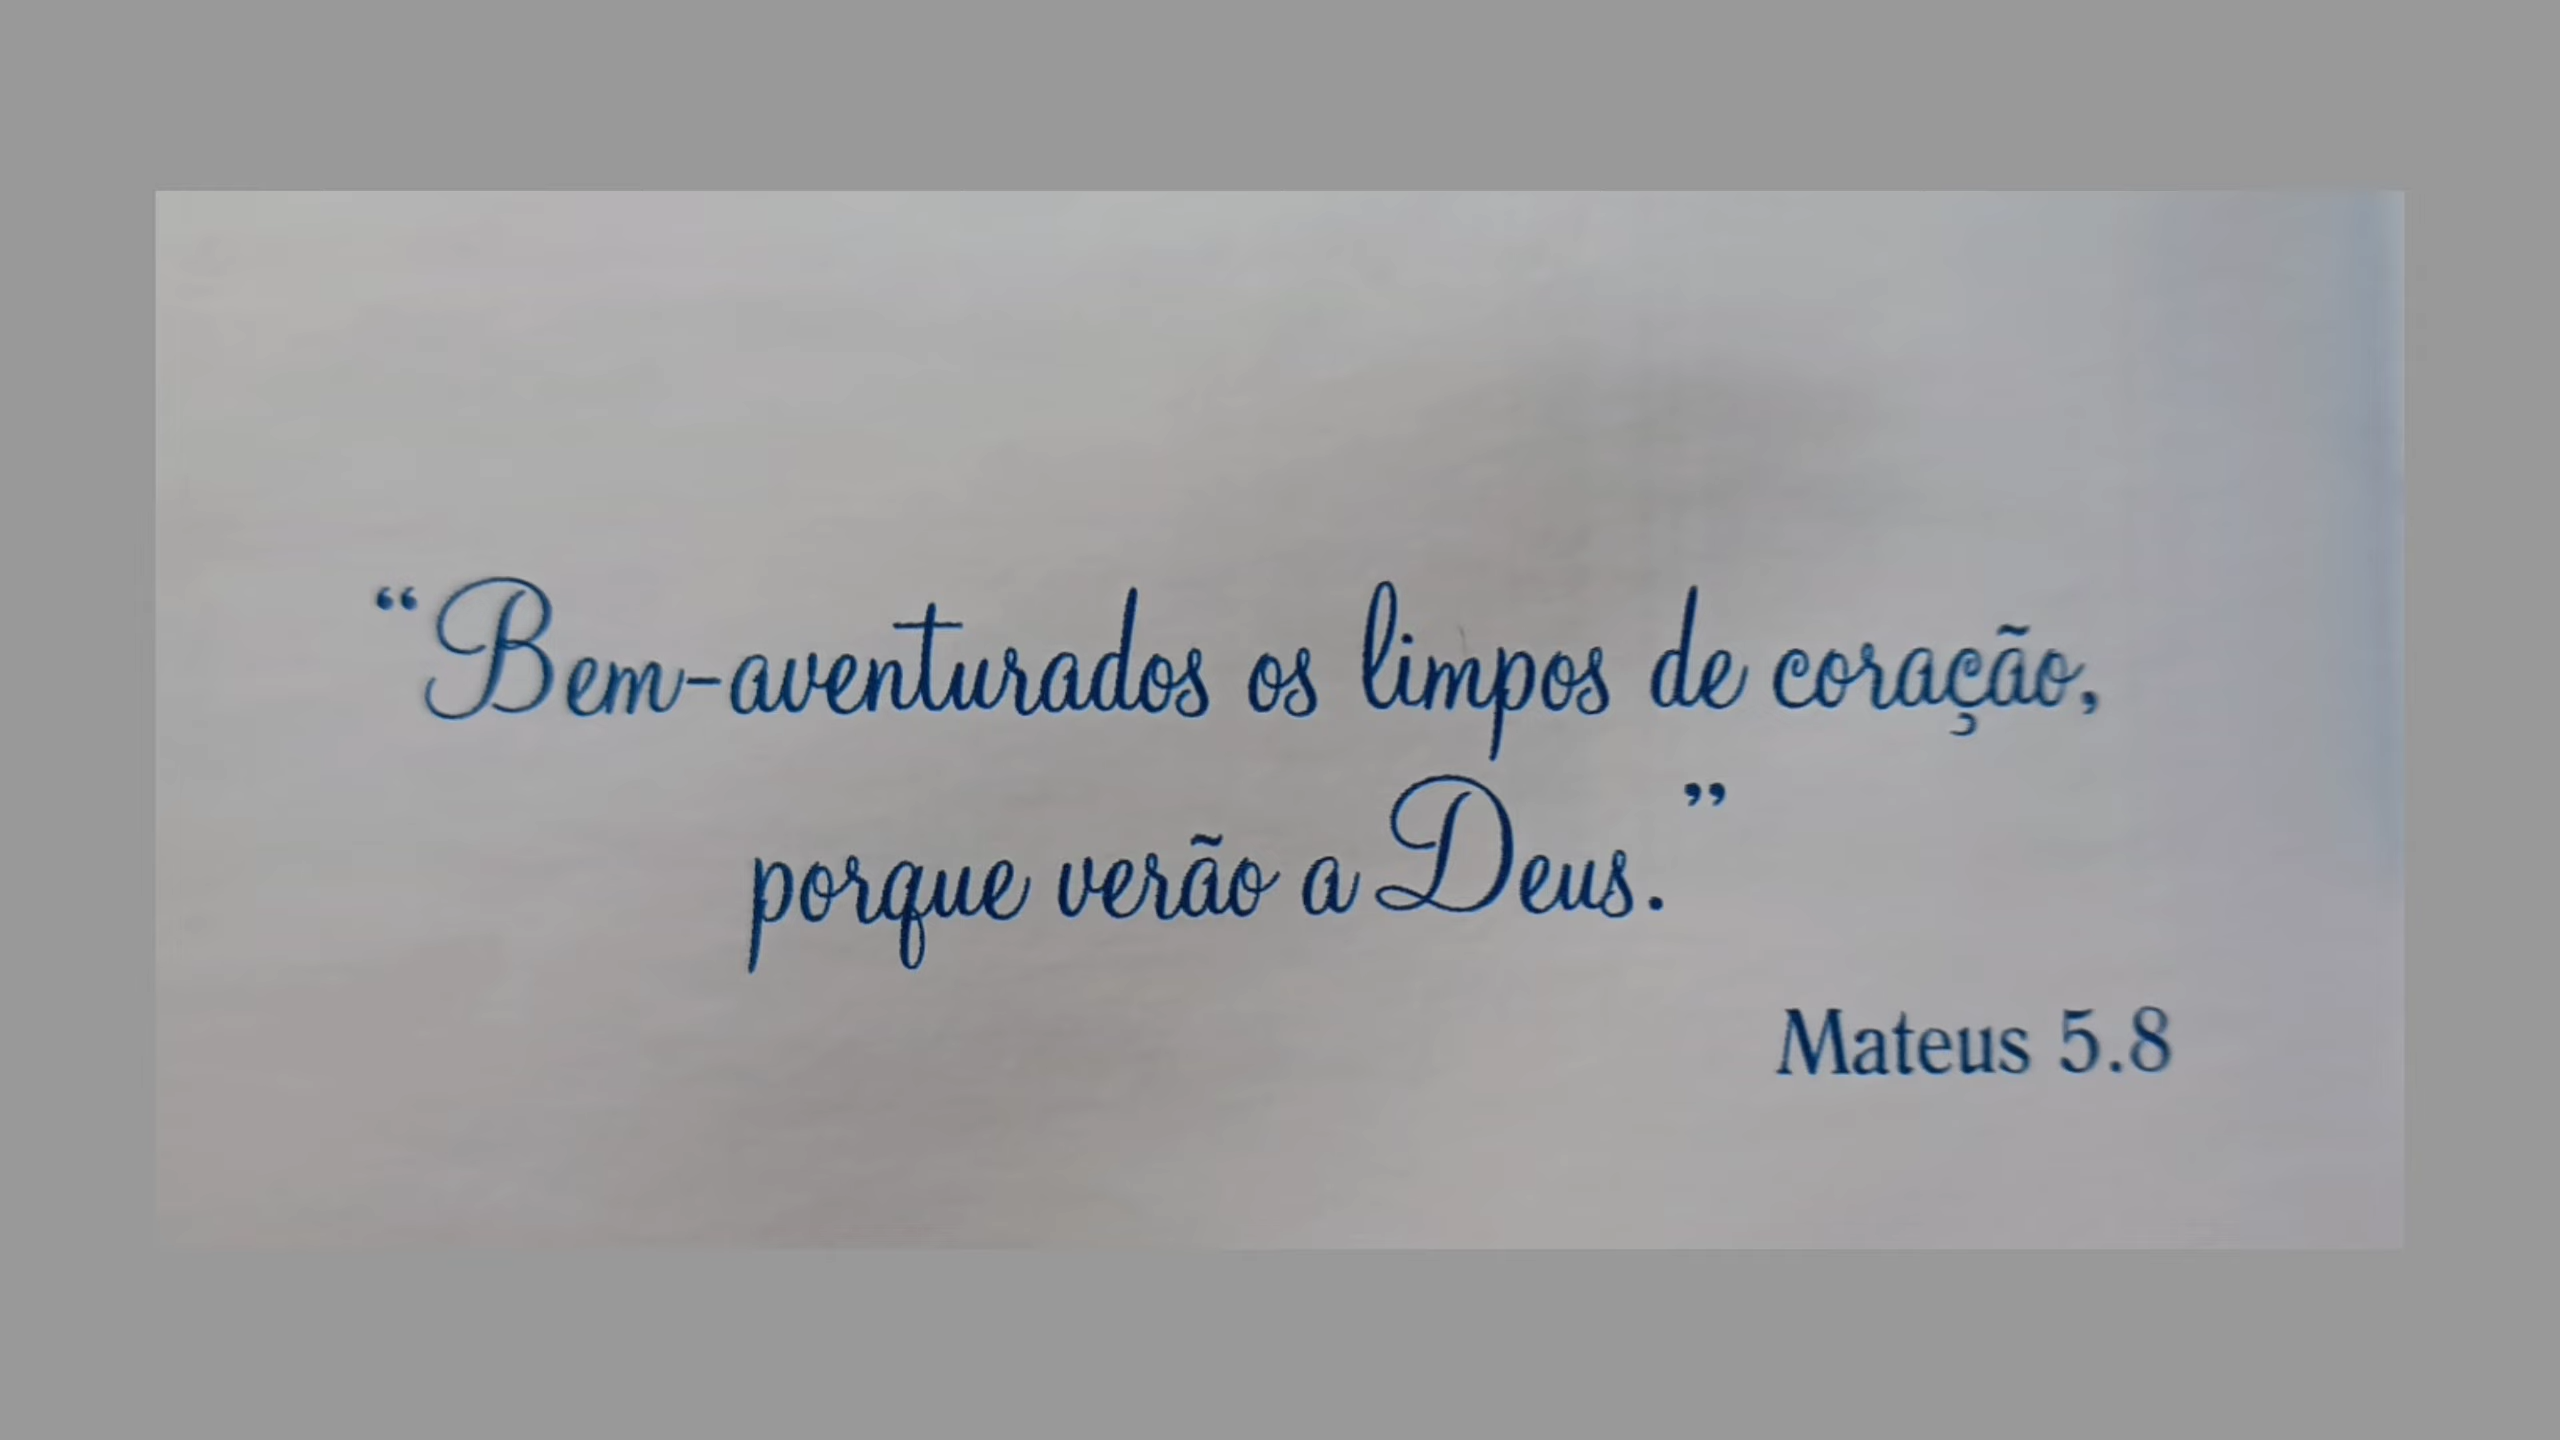 “Bem-aventurados os limpos de coração,
porque verão a Deus.”
Mateus 5.8